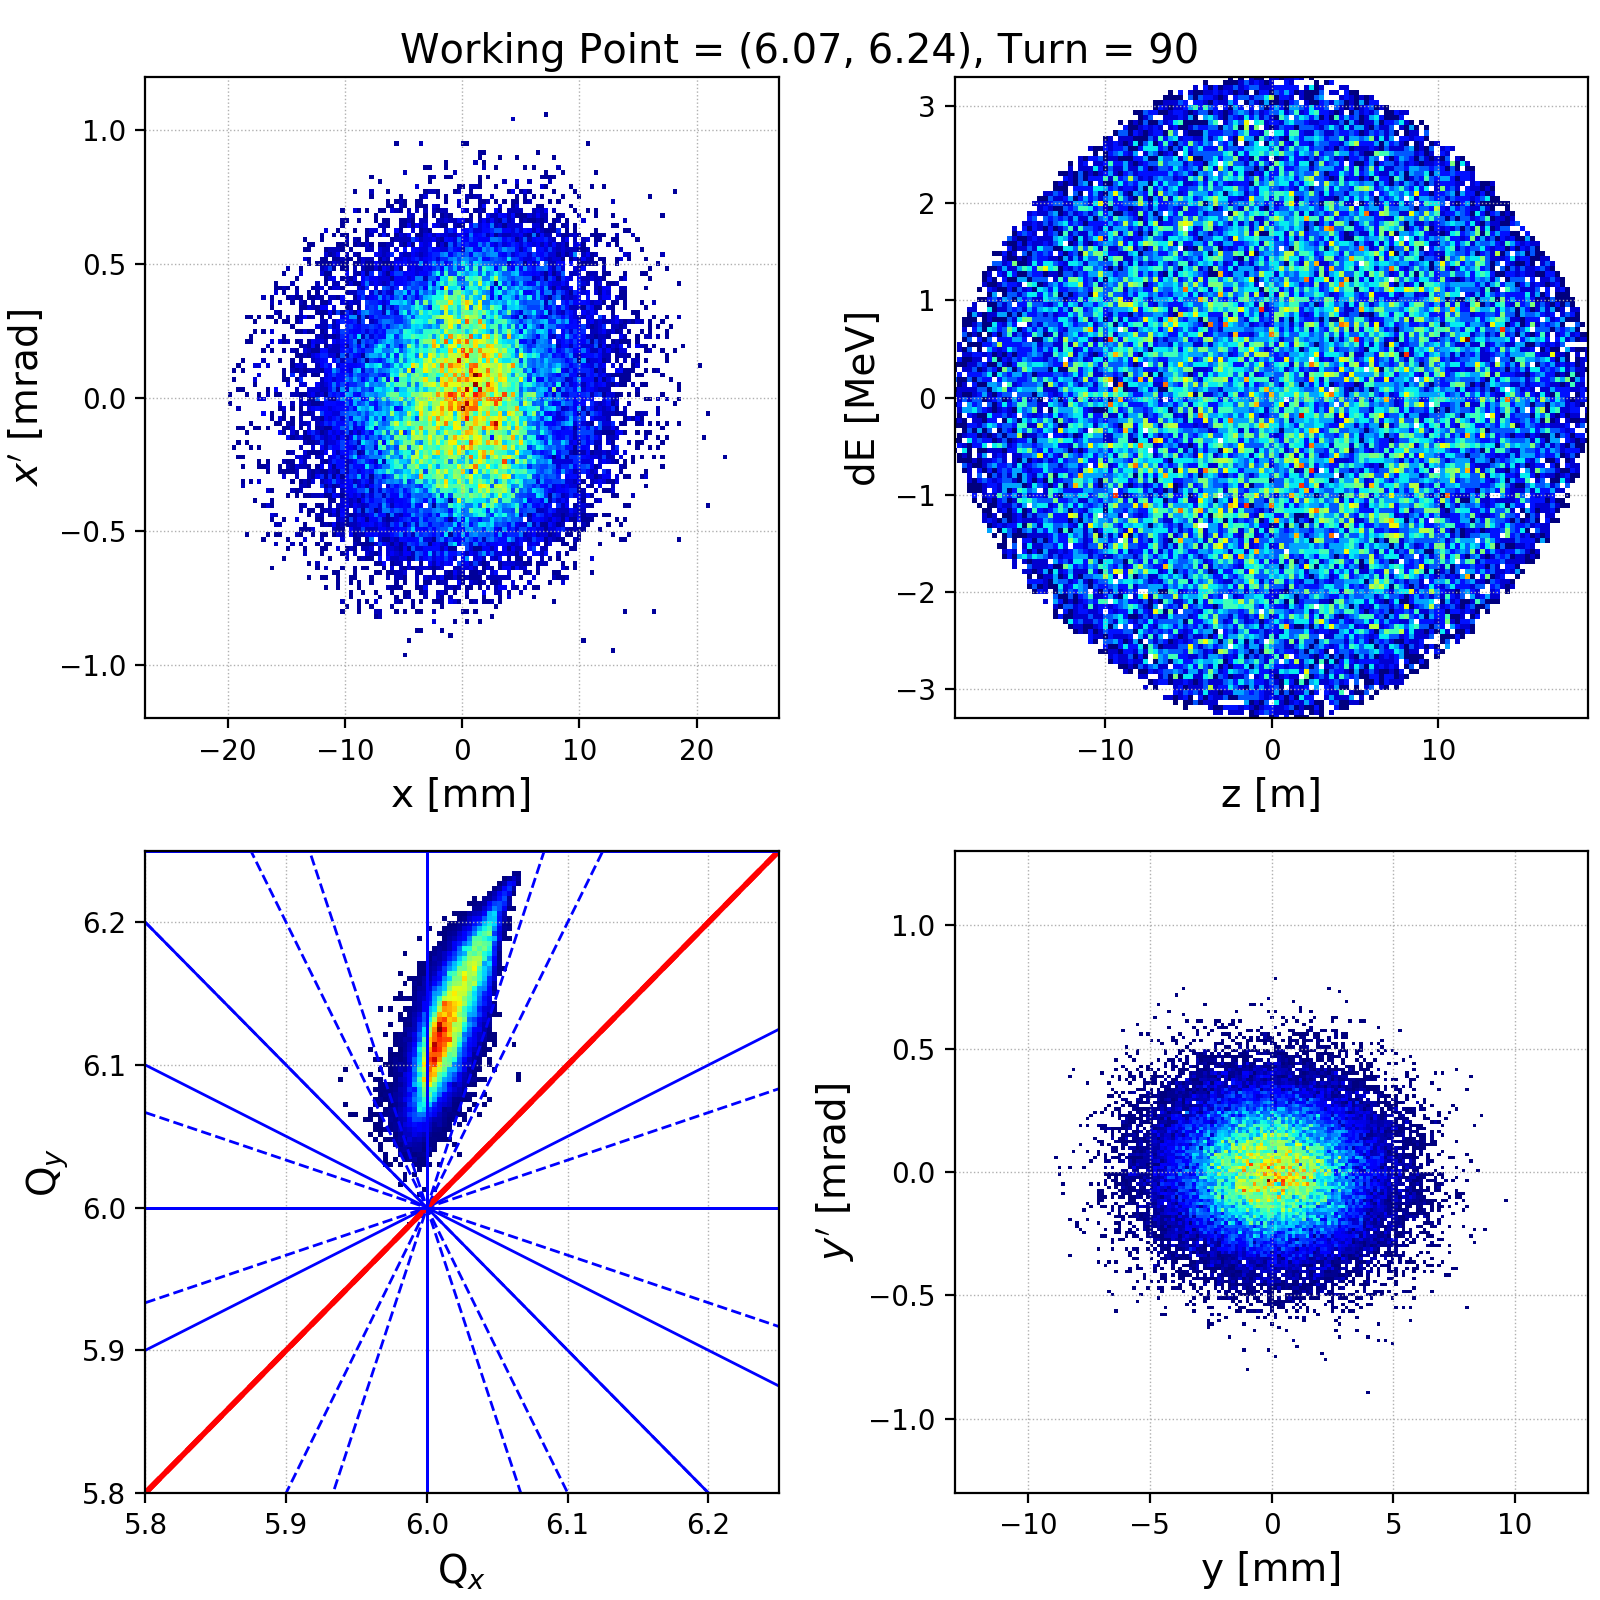 Working Point = (6.07, 6.24), Turn = 90
1.0
0.5
0.0
−0.5
−1.0
x′ [mrad]
−20 −10 0 10 20
x [mm]
3
2
1
0
−1
−2
−3
dE [MeV]
−10 0 10
z [m]
6.2
6.1
6.0
5.9
5.8
Qy
5.8 5.9 6.0 6.1 6.2
Qx
1.0
0.5
0.0
−0.5
−1.0
y′ [mrad]
−10 −5 0 5 10
y [mm]